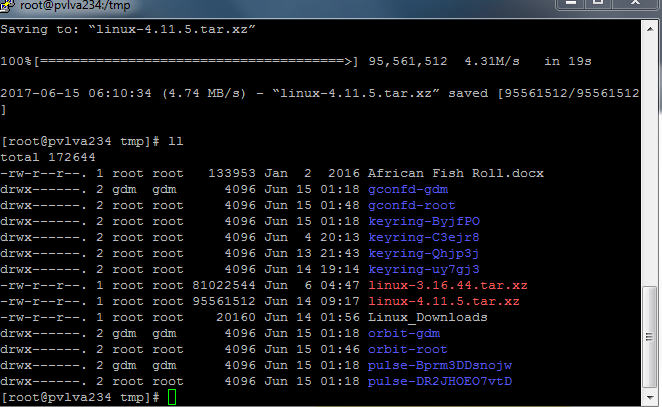 root@pvlva234:/tmp
Saving to: “linux-4.11.5.tar.xz”
100%[======================================>] 95,561,512  4.31M/s   in 19s
2017-06-15 06:10:34 (4.74 MB/s) - “linux-4.11.5.tar.xz” saved [95561512/95561512
]
[root@pvlva234 tmp]# ll
total 172644
-rw-r--r--. 1 root root   133953 Jan  2  2016 African Fish Roll.docx
drwx------. 2 gdm  gdm      4096 Jun 15 01:18 gconfd-gdm
drwx------. 2 root root     4096 Jun 15 01:48 gconfd-root
drwx------. 2 root root     4096 Jun 15 01:18 keyring-ByjfPO
drwx------. 2 root root     4096 Jun  4 20:13 keyring-C3ejr8
drwx------. 2 root root     4096 Jun 13 21:43 keyring-Qhjp3j
drwx------. 2 root root     4096 Jun 14 19:14 keyring-uy7gj3
-rw-r--r--. 1 root root 81022544 Jun  6 04:47 linux-3.16.44.tar.xz
-rw-r--r--. 1 root root 95561512 Jun 14 09:17 linux-4.11.5.tar.xz
-rw-r--r--. 1 root root    20160 Jun 14 01:56 Linux_Downloads
drwx------. 2 gdm  gdm      4096 Jun 15 01:18 orbit-gdm
drwx------. 2 root root     4096 Jun 15 01:46 orbit-root
drwx------. 2 gdm  gdm      4096 Jun 15 01:18 pulse-Bprm3DDsnojw
drwx------. 2 root root     4096 Jun 15 01:18 pulse-DR2JHOEO7vtD
[root@pvlva234 tmp]#